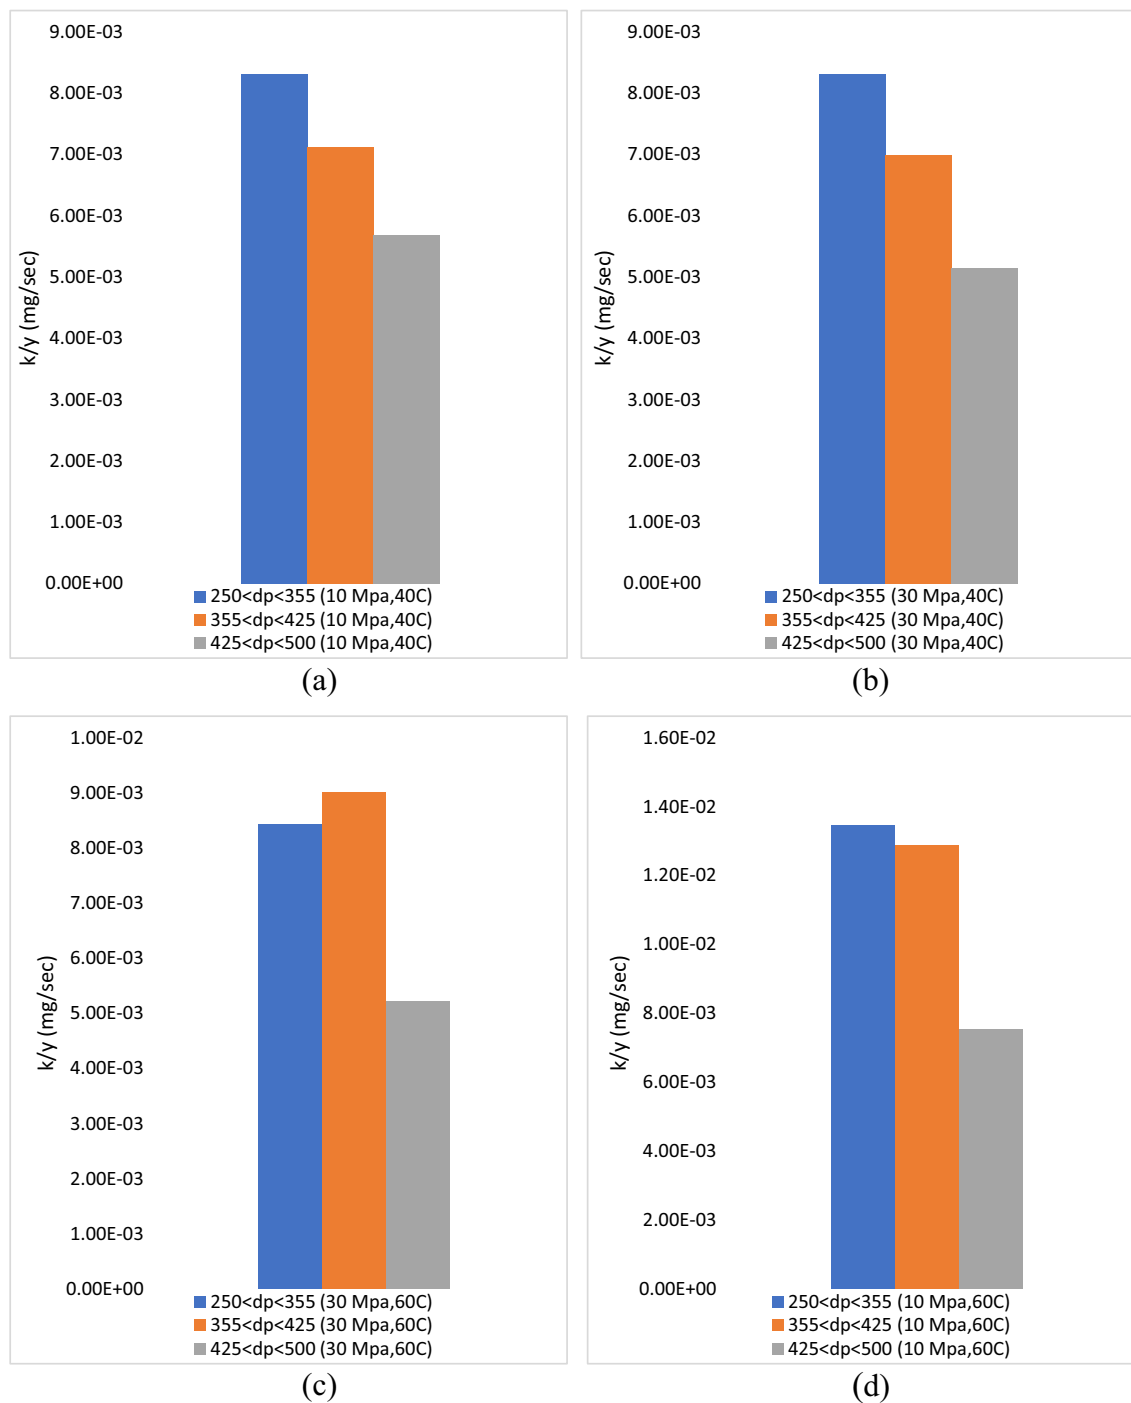 9.00E-03
8.00E-03
7.00E-03
6.00E-03
5.00E-03
4.00E-03
3.00E-03
2.00E-03
1.00E-03
0.00E+00
k/y (mg/sec)
250<dp<355 (10 Mpa,40C)
355<dp<425 (10 Mpa,40C)
425<dp<500 (10 Mpa,40C)
(a)
9.00E-03
8.00E-03
7.00E-03
6.00E-03
5.00E-03
4.00E-03
3.00E-03
2.00E-03
1.00E-03
0.00E+00
k/y (mg/sec)
250<dp<355 (30 Mpa,40C)
355<dp<425 (30 Mpa,40C)
425<dp<500 (30 Mpa,40C)
(b)
1.00E-02
9.00E-03
8.00E-03
7.00E-03
6.00E-03
5.00E-03
4.00E-03
3.00E-03
2.00E-03
1.00E-03
0.00E+00
k/y (mg/sec)
250<dp<355 (30 Mpa,60C)
355<dp<425 (30 Mpa,60C)
425<dp<500 (30 Mpa,60C)
(c)
1.60E-02
1.40E-02
1.20E-02
1.00E-02
8.00E-03
6.00E-03
4.00E-03
2.00E-03
0.00E+00
k/y (mg/sec)
250<dp<355 (10 Mpa,60C)
355<dp<425 (10 Mpa,60C)
425<dp<500 (10 Mpa,60C)
(d)